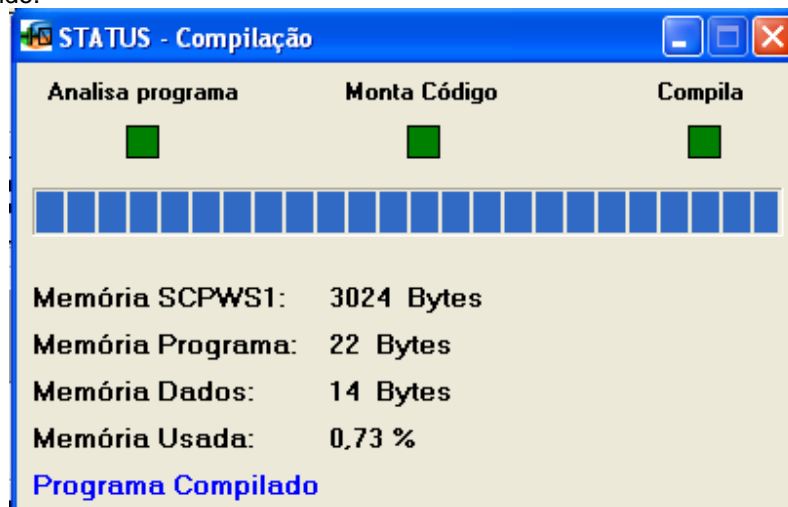 STATUS - Compilação
Analisa programa Monta Código Compila
Memória SCPWS1: 3024 Bytes
Memória Programa: 22 Bytes
Memória Dados: 14 Bytes
Memória Usada: 0,73 %
Programa Compilado